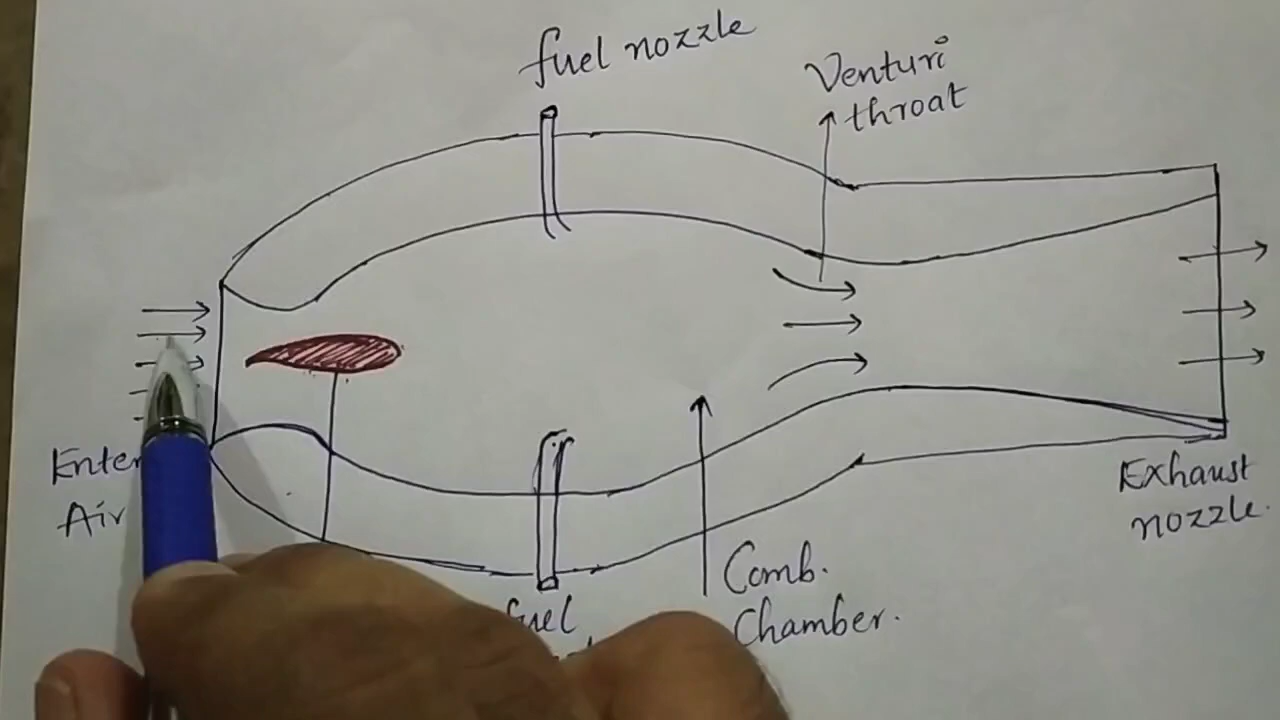 fuel nozzle
Venturi
throat
Enter
Air
fuel
Comb.
Chamber.
Exhaust
nozzle.